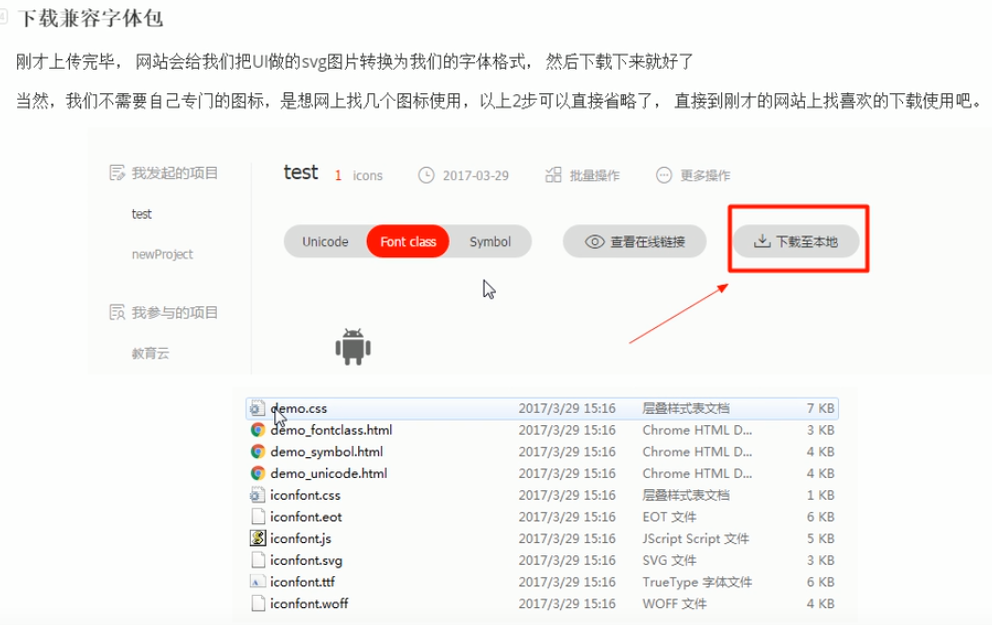 下载兼容字体包
刚才上传完毕， 网站会给我们把UI做的svg图片转换为我们的字体格式， 然后下载下来就好了
当然，我们不需要自己专门的图标，是想网上找几个图标使用，以上2步可以直接省略了， 直接到刚才的网站上找喜欢的下载使用吧。
我发起的项目
test 1 icons 2017-03-29 批量操作 更多操作
test
Unicode Font class Symbol 查看在线链接 下载至本地
newProject
我参与的项目
教育云
demo.css 2017/3/29 15:16 层叠样式表文档 7 KB
demo_fontclass.html 2017/3/29 15:16 Chrome HTML D... 3 KB
demo_symbol.html 2017/3/29 15:16 Chrome HTML D... 4 KB
demo_unicode.html 2017/3/29 15:16 Chrome HTML D... 4 KB
iconfont.css 2017/3/29 15:16 层叠样式表文档 1 KB
iconfont.eot 2017/3/29 15:16 EOT 文件 6 KB
iconfont.js 2017/3/29 15:16 JScript Script 文件 5 KB
iconfont.svg 2017/3/29 15:16 SVG 文件 3 KB
iconfont.ttf 2017/3/29 15:16 TrueType 字体文件 6 KB
iconfont.woff 2017/3/29 15:16 WOFF 文件 4 KB